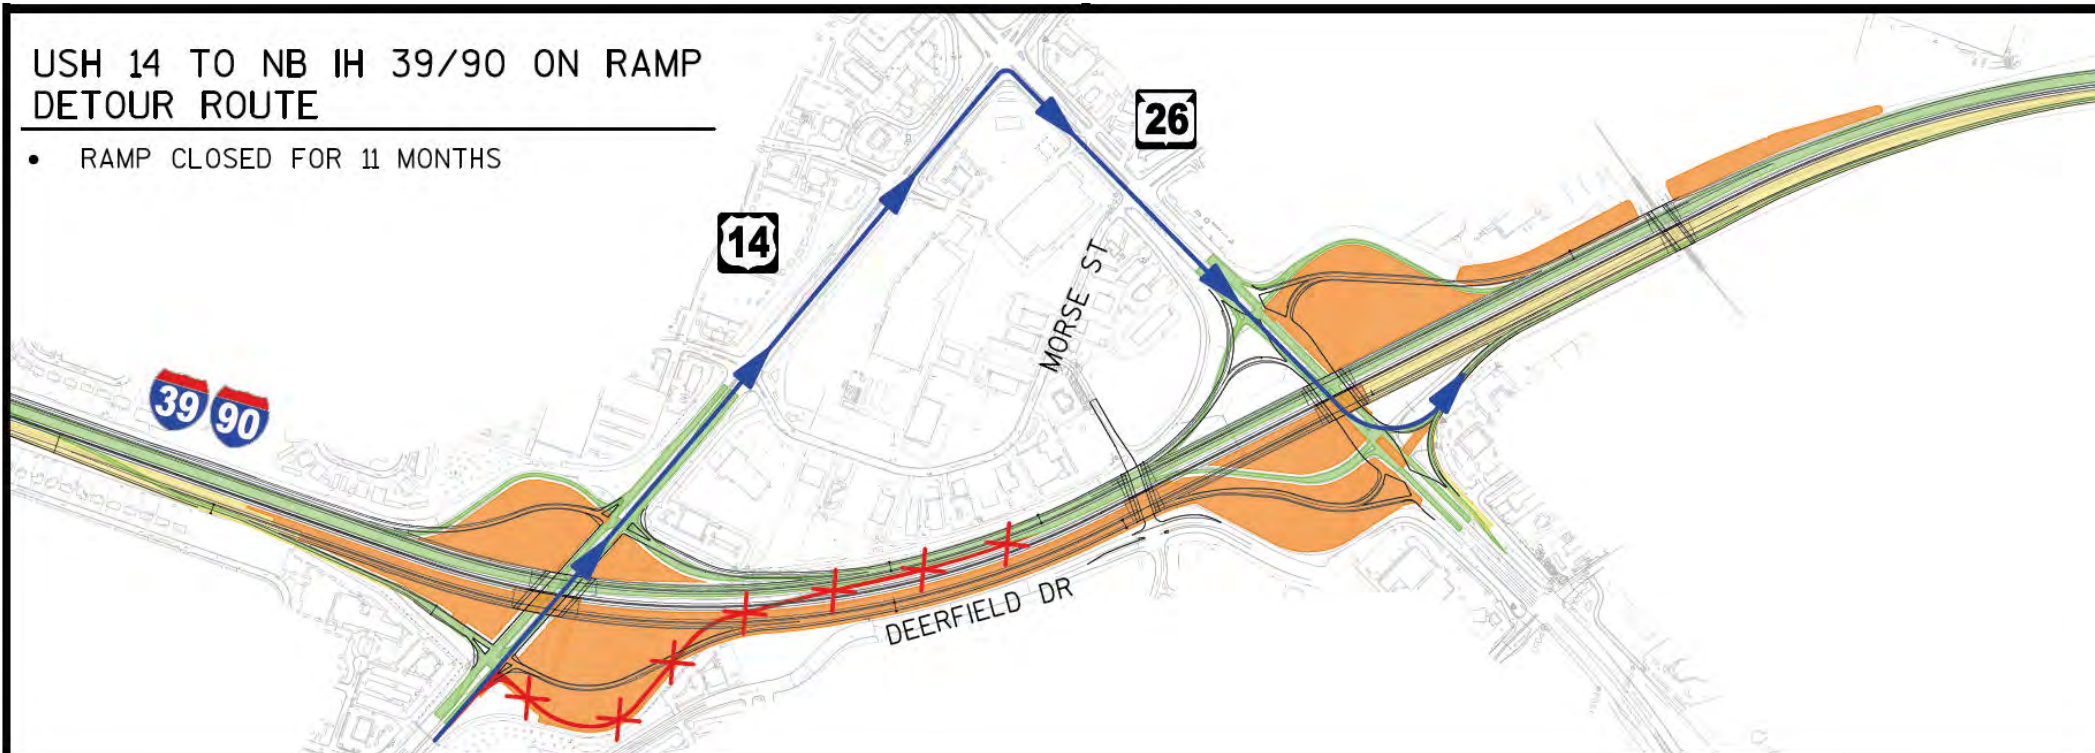 USH 14 TO NB IH 39/90 ON RAMP
DETOUR ROUTE
• RAMP CLOSED FOR 11 MONTHS
26
14
MORSE ST
39 90
DEERFIELD DR